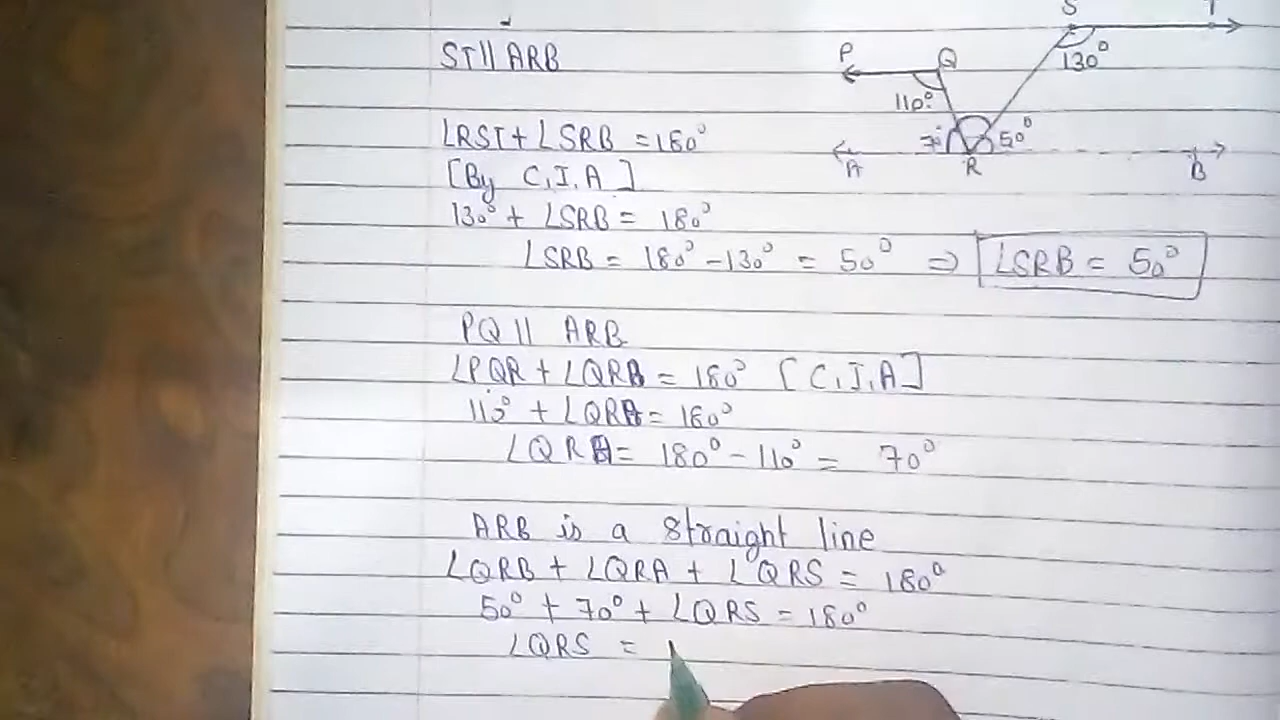 S T
ST || ARB
P Q 130°
110°
∠RST + ∠SRB = 180°
70° 50°
A R B
[By C.I.A]
130° + ∠SRB = 180°
∠SRB = 180° - 130° = 50° ⇒ ∠SRB = 50°
PQ || ARB
∠PQR + ∠QRA = 180° [C.I.A]
110° + ∠QRA = 180°
∠QRA = 180° - 110° = 70°
ARB is a straight line
∠QRB + ∠QRA + ∠QRS = 180°
50° + 70° + ∠QRS = 180°
∠QRS =